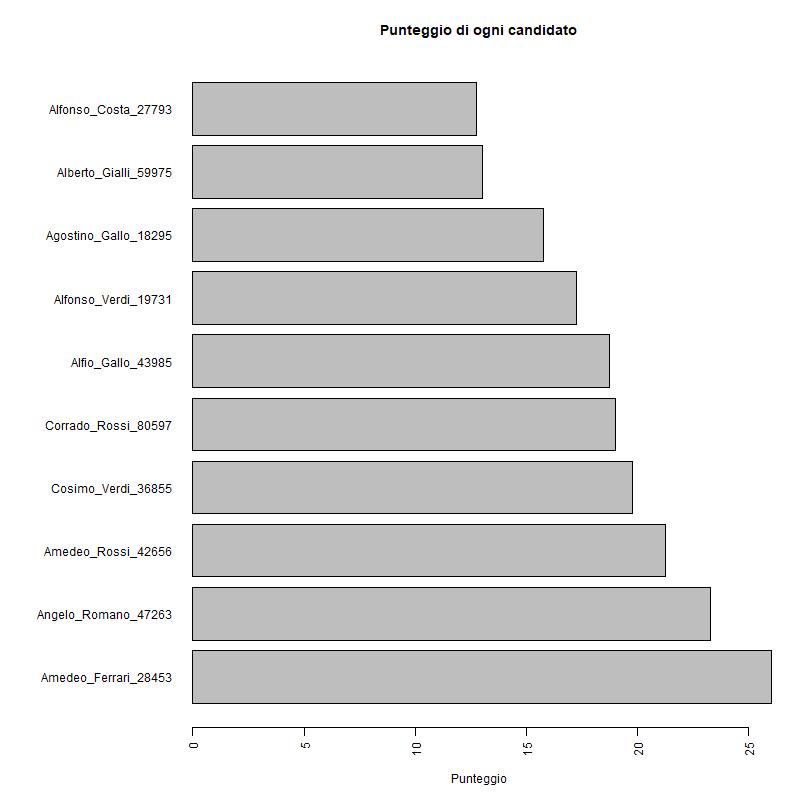 Punteggio di ogni candidato
Alfonso_Costa_27793
Alberto_Gialli_59975
Agostino_Gallo_18295
Alfonso_Verdi_19731
Alfio_Gallo_43985
Corrado_Rossi_80597
Cosimo_Verdi_36855
Amedeo_Rossi_42656
Angelo_Romano_47263
Amedeo_Ferrari_28453
0 5 10 15 20 25
Punteggio